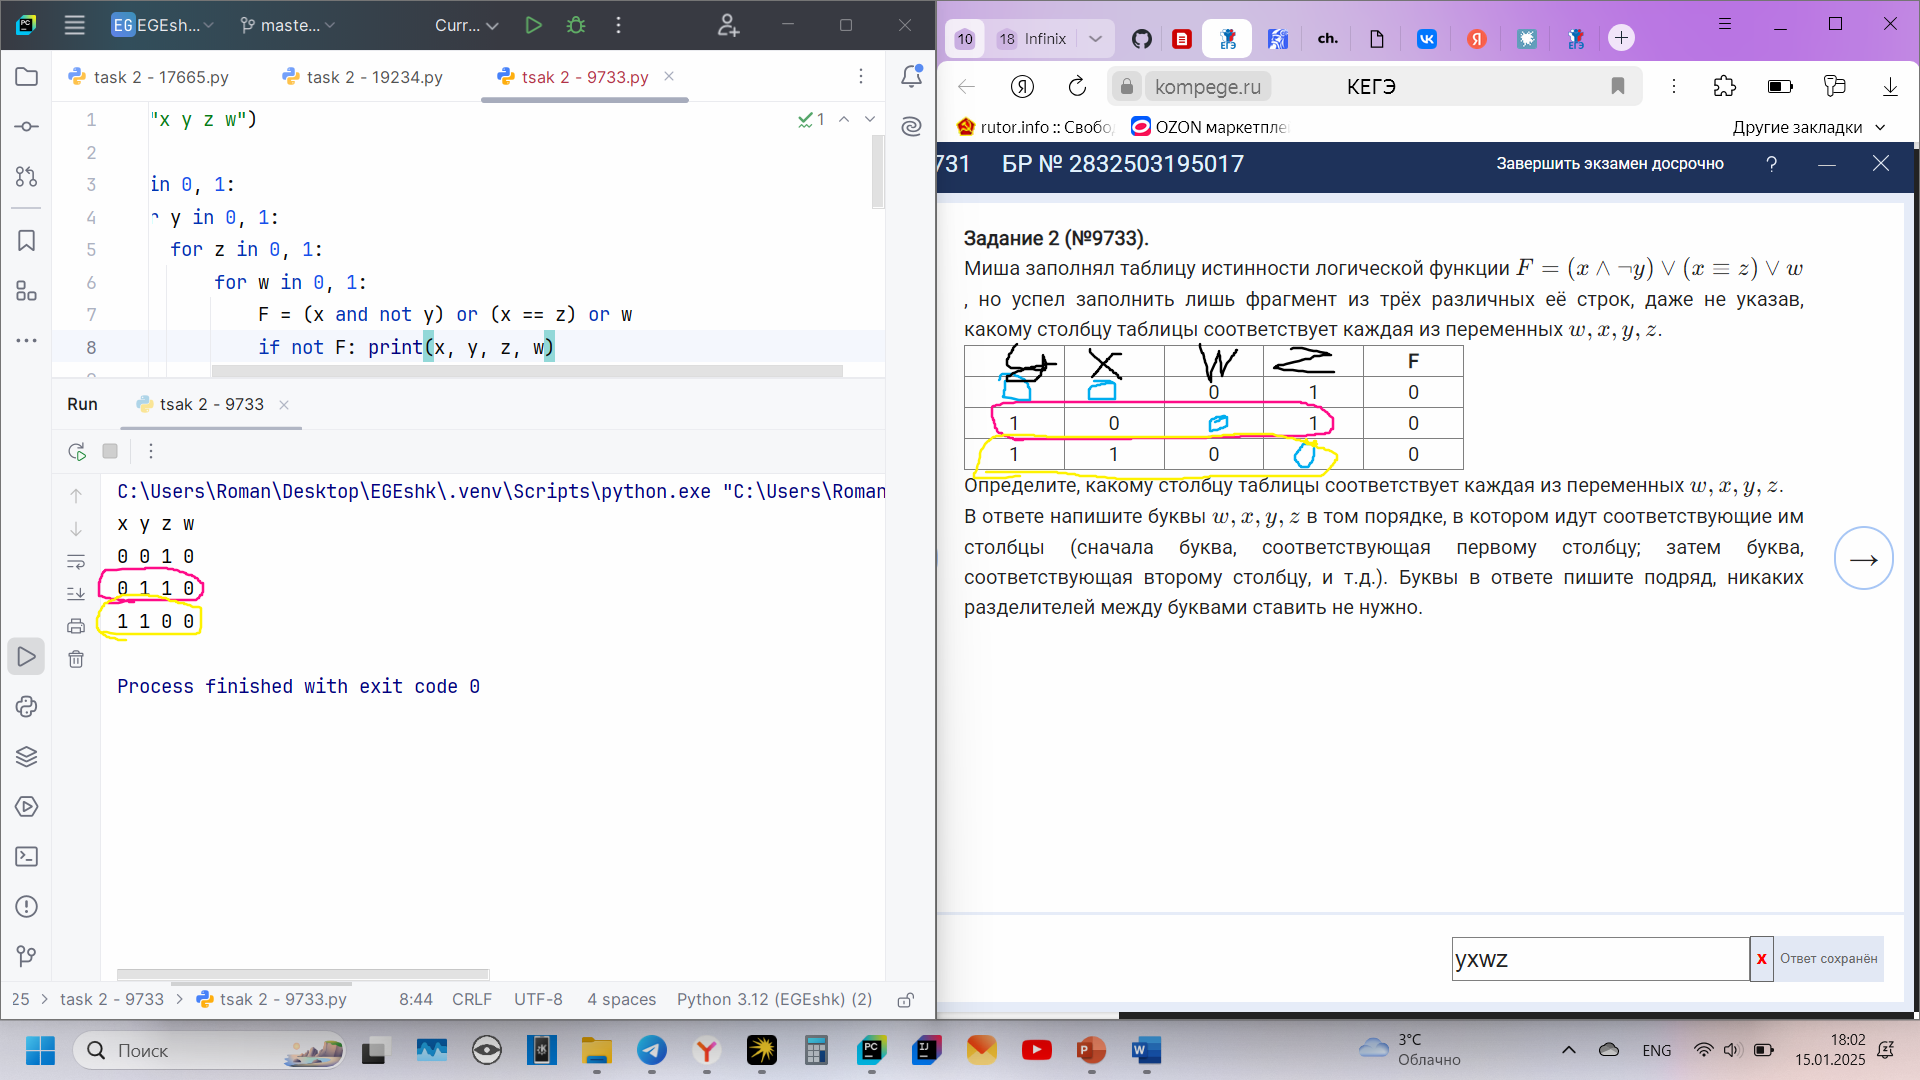 EG EGEsh...
maste...
Curr...
task 2 - 17665.py
task 2 - 19234.py
tsak 2 - 9733.py
1 "x y z w")
1
2
3 in 0, 1:
4 r y in 0, 1:
5 for z in 0, 1:
6 for w in 0, 1:
7 F = (x and not y) or (x == z) or w
8 if not F: print(x, y, z, w)
Run
tsak 2 - 9733
C:\Users\Roman\Desktop\EGEshk\.venv\Scripts\python.exe "C:\Users\Roman
x y z w
0 0 1 0
0 1 1 0
1 1 0 0
Process finished with exit code 0
25 > task 2 - 9733 > tsak 2 - 9733.py
8:44 CRLF UTF-8 4 spaces Python 3.12 (EGEshk) (2)
10
18 Infinix
ЕГЭ
ch.
ЕГЭ
kompege.ru
КЕГЭ
rutor.info :: Свобо
OZON маркетпле
Другие закладки
731 БР № 2832503195017
Завершить экзамен досрочно
?
Задание 2 (№9733).
Миша заполнял таблицу истинности логической функции F = (x ∧ ¬y) ∨ (x ≡ z) ∨ w
, но успел заполнить лишь фрагмент из трёх различных её строк, даже не указав,
какому столбцу таблицы соответствует каждая из переменных w, x, y, z.
y x w z F
0 1 0
1 0 0 1 0
1 1 0 0 0
Определите, какому столбцу таблицы соответствует каждая из переменных w, x, y, z.
В ответе напишите буквы w, x, y, z в том порядке, в котором идут соответствующие им
столбцы (сначала буква, соответствующая первому столбцу; затем буква,
соответствующая второму столбцу, и т.д.). Буквы в ответе пишите подряд, никаких
разделителей между буквами ставить не нужно.
yxwz
x
Ответ сохранён
Поиск
3°C
Облачно
ENG
18:02
15.01.2025